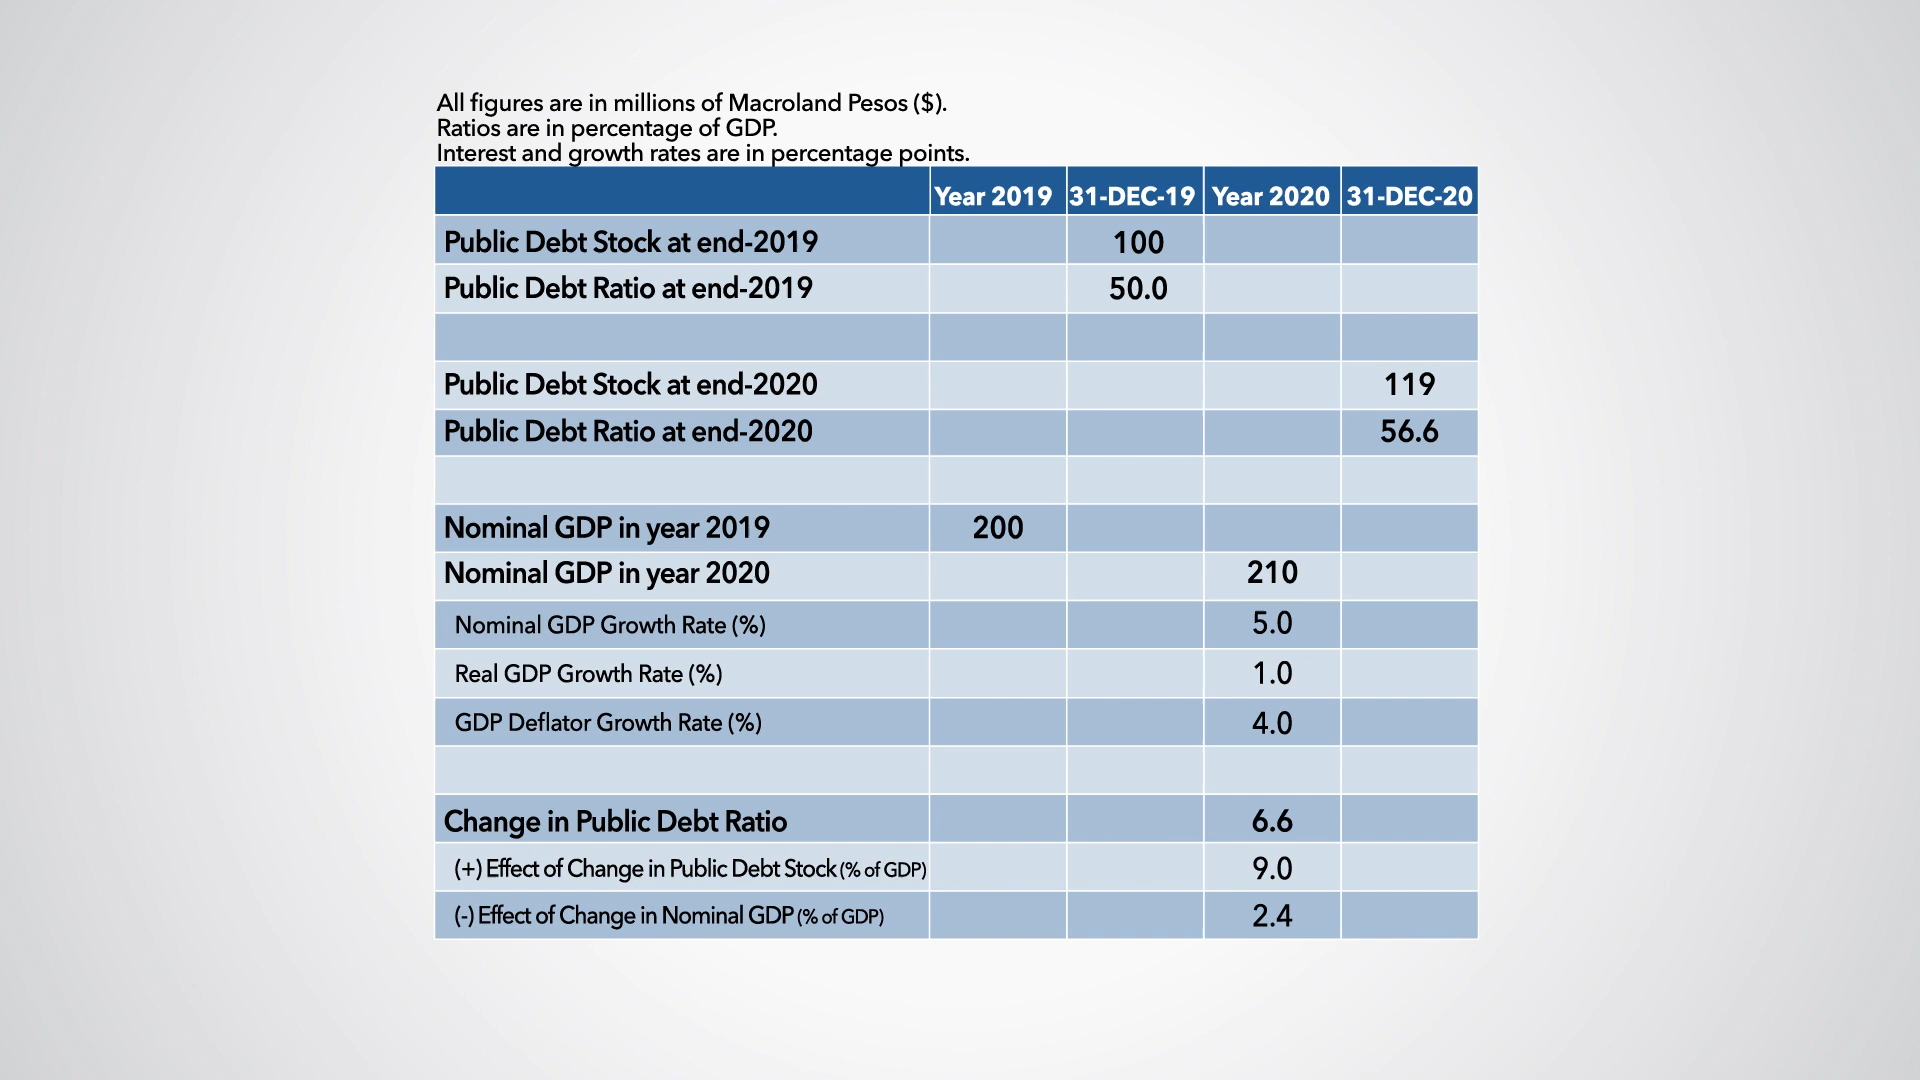 All figures are in millions of Macroland Pesos ($).
Ratios are in percentage of GDP.
Interest and growth rates are in percentage points.
Year 2019 31-DEC-19 Year 2020 31-DEC-20
Public Debt Stock at end-2019 100
Public Debt Ratio at end-2019 50.0
Public Debt Stock at end-2020 119
Public Debt Ratio at end-2020 56.6
Nominal GDP in year 2019 200
Nominal GDP in year 2020 210
Nominal GDP Growth Rate (%) 5.0
Real GDP Growth Rate (%) 1.0
GDP Deflator Growth Rate (%) 4.0
Change in Public Debt Ratio 6.6
(+) Effect of Change in Public Debt Stock (% of GDP) 9.0
(-) Effect of Change in Nominal GDP (% of GDP) 2.4